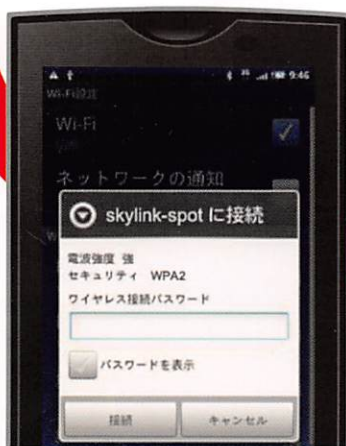 9:46
Wi-Fi設定
Wi-Fi
ネットワークの通知
skylink-spot に接続
電波強度 強
セキュリティ WPA2
ワイヤレス接続パスワード
パスワードを表示
接続 キャンセル